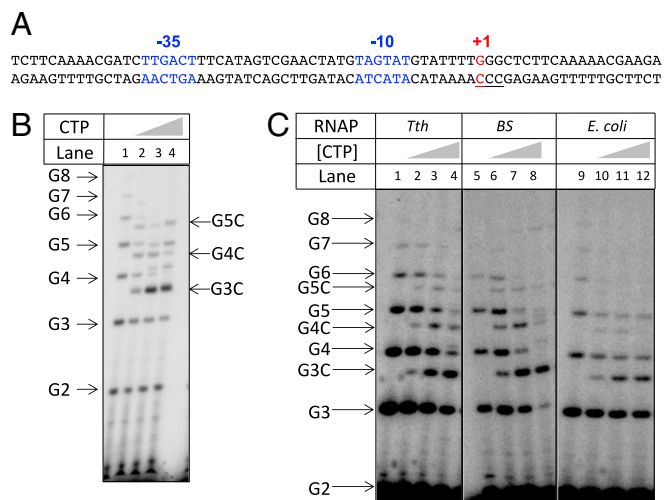 A
-35 -10 +1
TCTTCAAAACGATCTTGACTTTCATAGTCGAACTATGTAGTATGTATTTTGGGCTCTTCAAAAACGAAGA
AGAAGTTTTGCTAGAACTGAAAGTATCAGCTTGATACATCATACATAAAACCCGAGAAGTTTTTGCTTCT
B
CTP
Lane 1 2 3 4
G8
G7
G6
G5
G4
G3
G2
G5C
G4C
G3C
C
RNAP Tth BS E. coli
[CTP]
Lane 1 2 3 4 5 6 7 8 9 10 11 12
G8
G7
G6
G5C
G5
G4C
G4
G3C
G3
G2